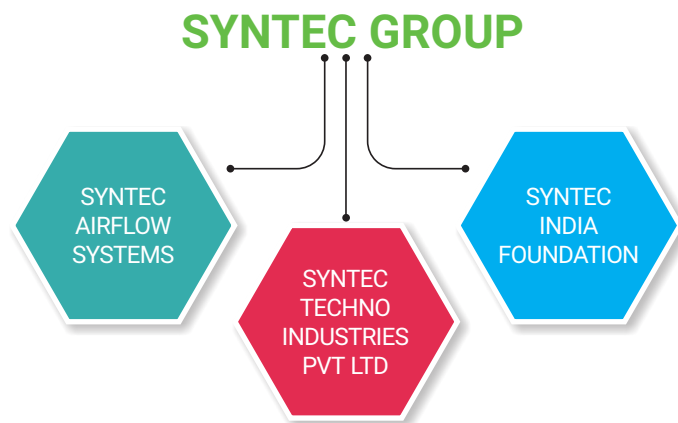 SYNTEC GROUP
SYNTEC
AIRFLOW
SYSTEMS
SYNTEC
TECHNO
INDUSTRIES
PVT LTD
SYNTEC
INDIA
FOUNDATION